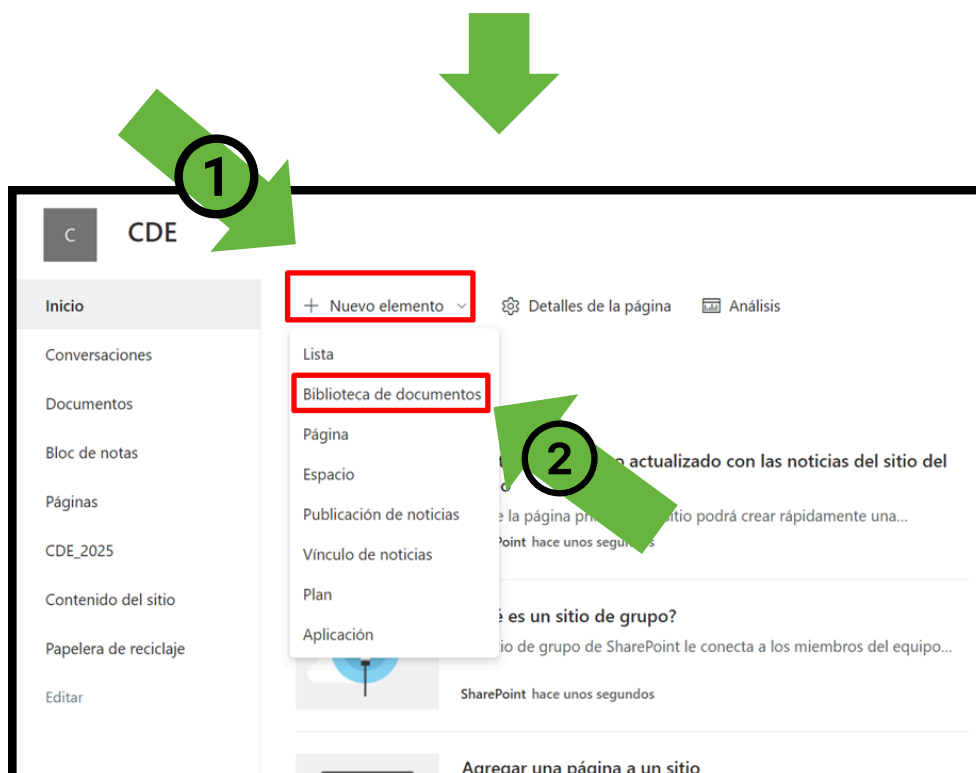 1
C
CDE
Inicio
Conversaciones
Documentos
Bloc de notas
Páginas
CDE_2025
Contenido del sitio
Papelera de reciclaje
Editar
+ Nuevo elemento
Detalles de la página
Análisis
Lista
Biblioteca de documentos
Página
Espacio
Publicación de noticias
Vínculo de noticias
Plan
Aplicación
2
actualizado con las noticias del sitio del
la página
podrá crear rápidamente una...
hace unos
es un sitio de grupo?
de grupo de SharePoint le conecta a los miembros del equipo...
SharePoint hace unos segundos
Agregar una página a un sitio